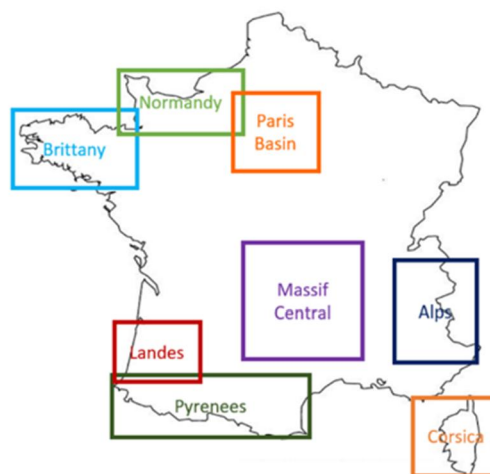 Normandy
Paris
Basin
Brittany
Massif
Central
Alps
Landes
Pyrenees
Corsica